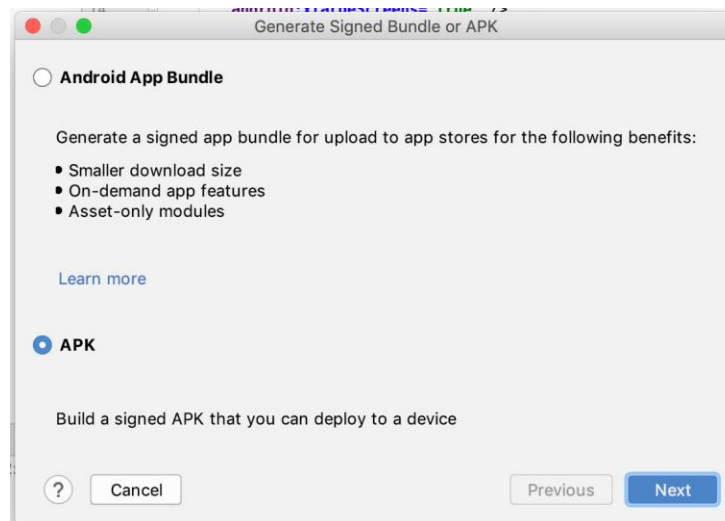 Generate Signed Bundle or APK
Android App Bundle
Generate a signed app bundle for upload to app stores for the following benefits:
• Smaller download size
• On-demand app features
• Asset-only modules
Learn more
APK
Build a signed APK that you can deploy to a device
? Cancel Previous Next